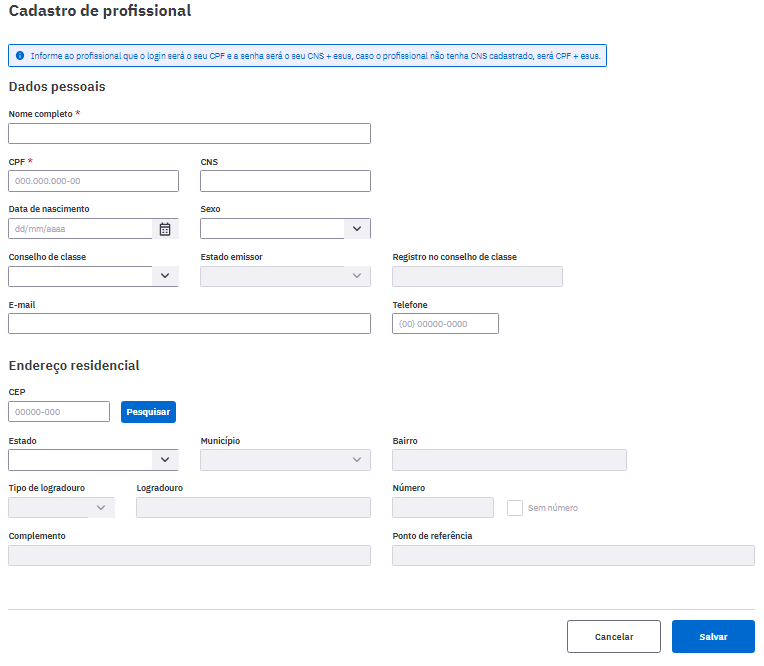 Cadastro de profissional
Informe ao profissional que o login será o seu CPF e a senha será o seu CNS + esus, caso o profissional não tenha CNS cadastrado, será CPF + esus.
Dados pessoais
Nome completo *
CPF * CNS
000.000.000-00
Data de nascimento Sexo
dd/mm/aaaa
Conselho de classe Estado emissor Registro no conselho de classe
E-mail Telefone
(00) 00000-0000
Endereço residencial
CEP
00000-000 Pesquisar
Estado Município Bairro
Tipo de logradouro Logradouro Número
Sem número
Complemento Ponto de referência
Cancelar Salvar